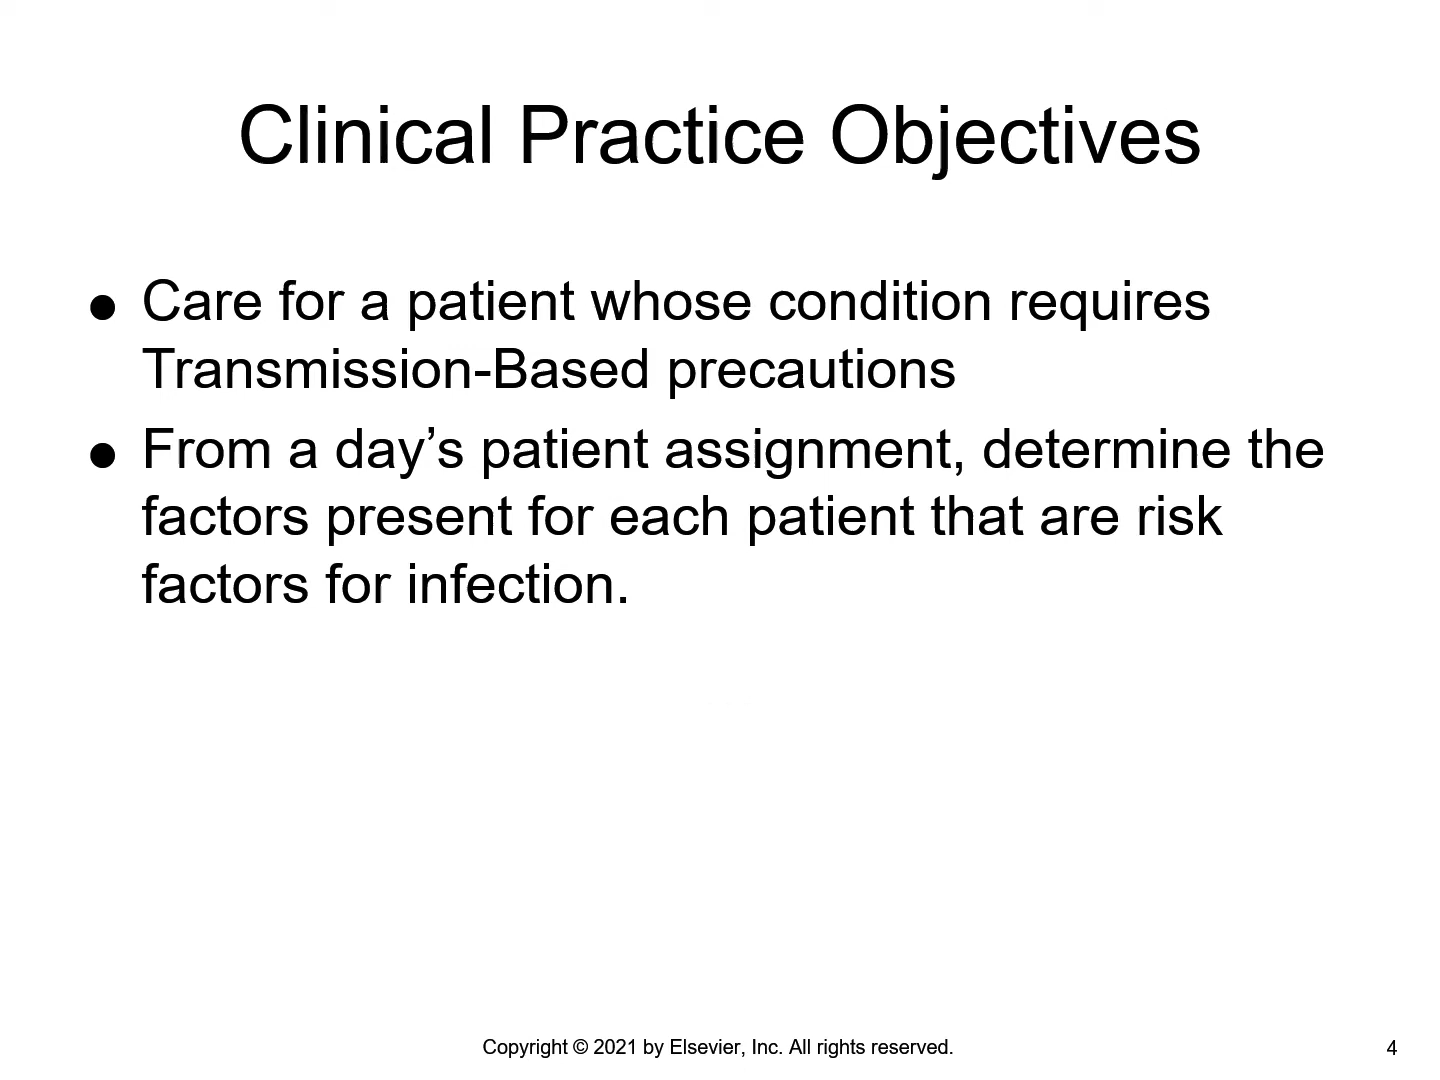 Clinical Practice Objectives
● Care for a patient whose condition requires
Transmission-Based precautions
● From a day’s patient assignment, determine the
factors present for each patient that are risk
factors for infection.
Copyright © 2021 by Elsevier, Inc. All rights reserved.
4